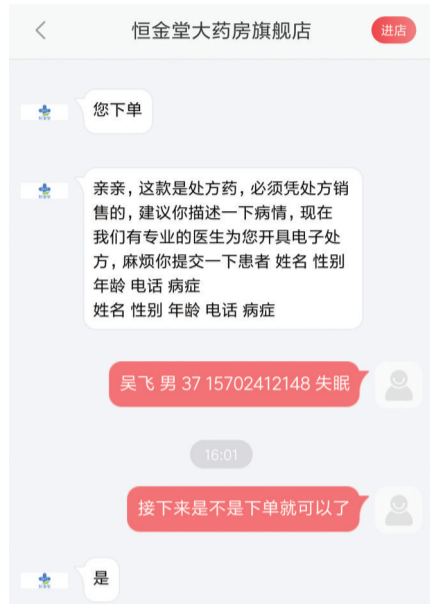 恒金堂大药房旗舰店
进店
您下单
亲亲，这款是处方药，必须凭处方销
售的，建议你描述一下病情，现在
我们有专业的医生为您开具电子处
方，麻烦你提交一下患者 姓名 性别
年龄 电话 病症
姓名 性别 年龄 电话 病症
吴飞 男 37 15702412148 失眠
16:01
接下来是不是下单就可以了
是